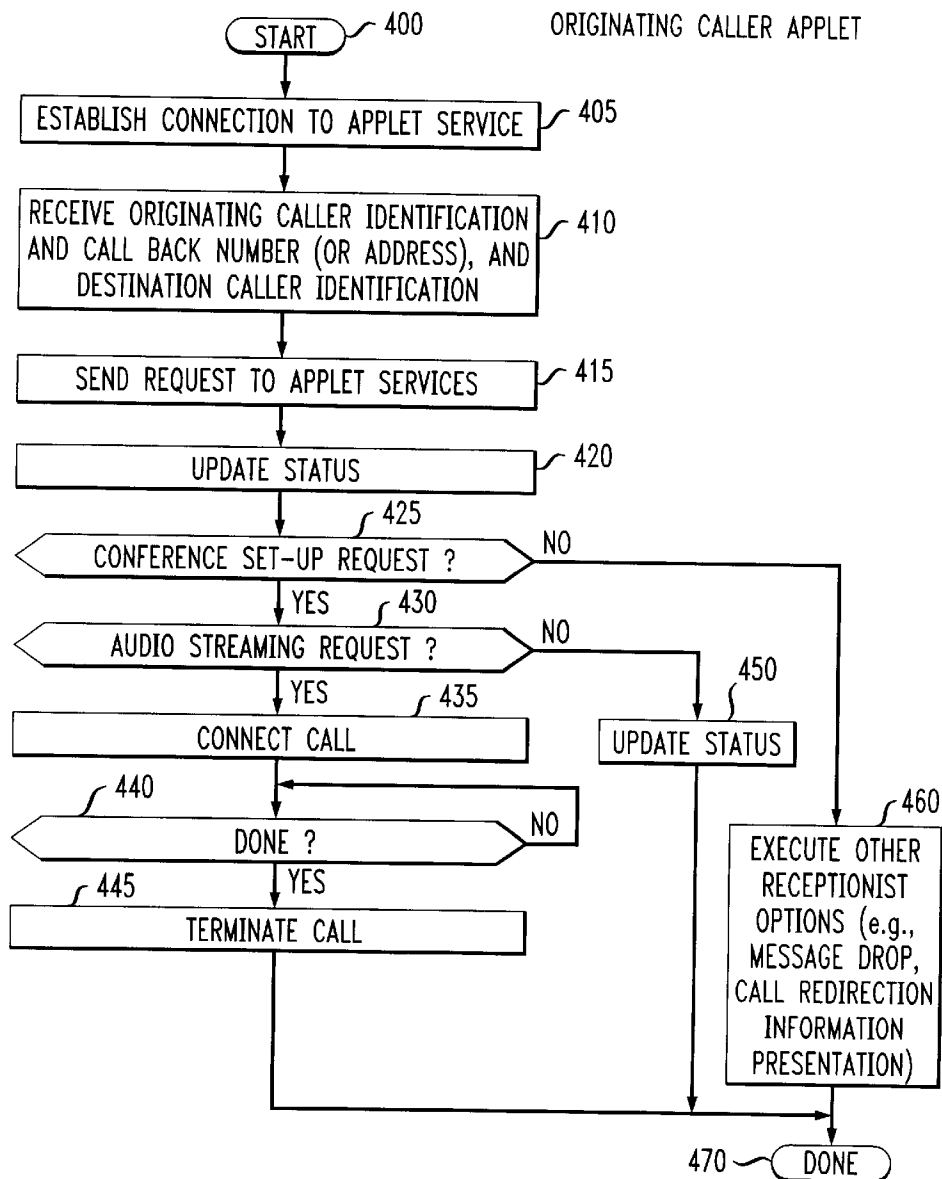 START
400
ORIGINATING CALLER APPLET
ESTABLISH CONNECTION TO APPLET SERVICE
405
RECEIVE ORIGINATING CALLER IDENTIFICATION
AND CALL BACK NUMBER (OR ADDRESS), AND
DESTINATION CALLER IDENTIFICATION
410
SEND REQUEST TO APPLET SERVICES
415
UPDATE STATUS
420
425
CONFERENCE SET-UP REQUEST ?
NO
YES
430
AUDIO STREAMING REQUEST ?
NO
YES
435
CONNECT CALL
450
UPDATE STATUS
440
DONE ?
NO
YES
445
TERMINATE CALL
460
EXECUTE OTHER
RECEPTIONIST
OPTIONS (e.g.,
MESSAGE DROP,
CALL REDIRECTION
INFORMATION
PRESENTATION)
470
DONE